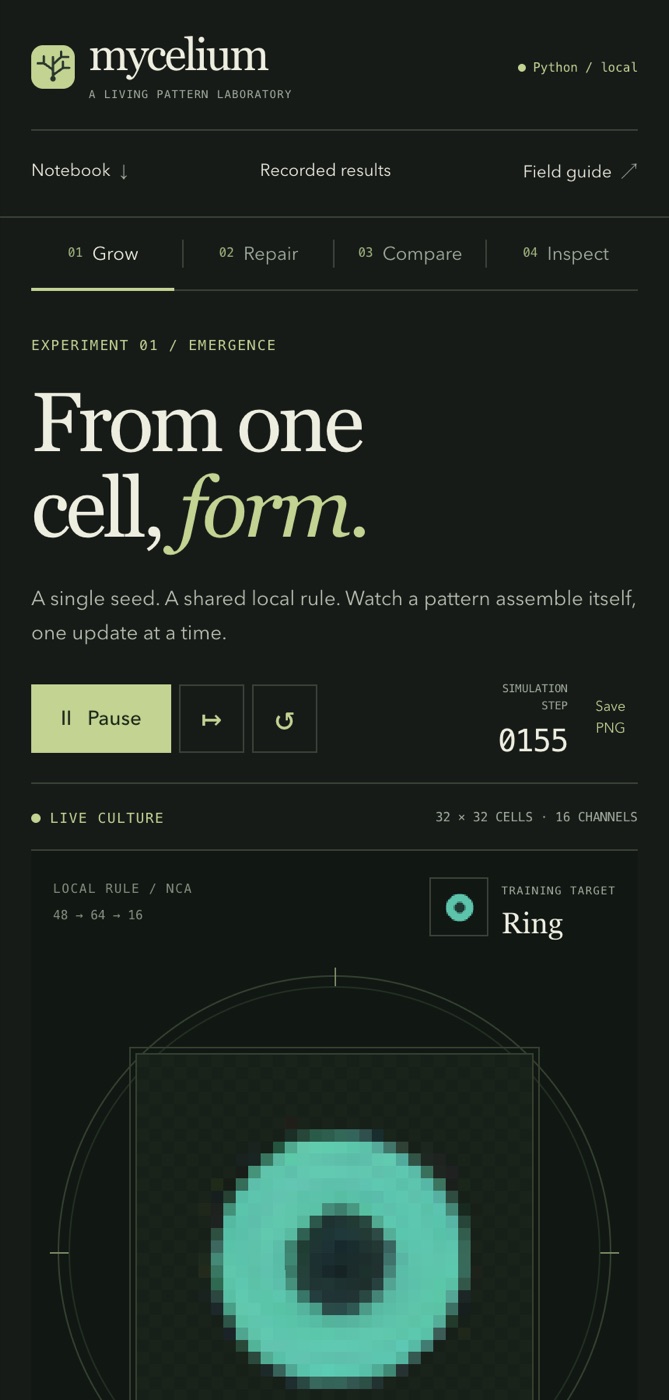 mycelium
A LIVING PATTERN LABORATORY
Python / local
Notebook ↓
Recorded results
Field guide ↗
01 Grow
02 Repair
03 Compare
04 Inspect
EXPERIMENT 01 / EMERGENCE
From one
cell, form.
A single seed. A shared local rule. Watch a pattern assemble itself,
one update at a time.
Pause
↦
↺
SIMULATION
STEP
0155
Save
PNG
LIVE CULTURE
32 × 32 CELLS · 16 CHANNELS
LOCAL RULE / NCA
48 → 64 → 16
TRAINING TARGET
Ring